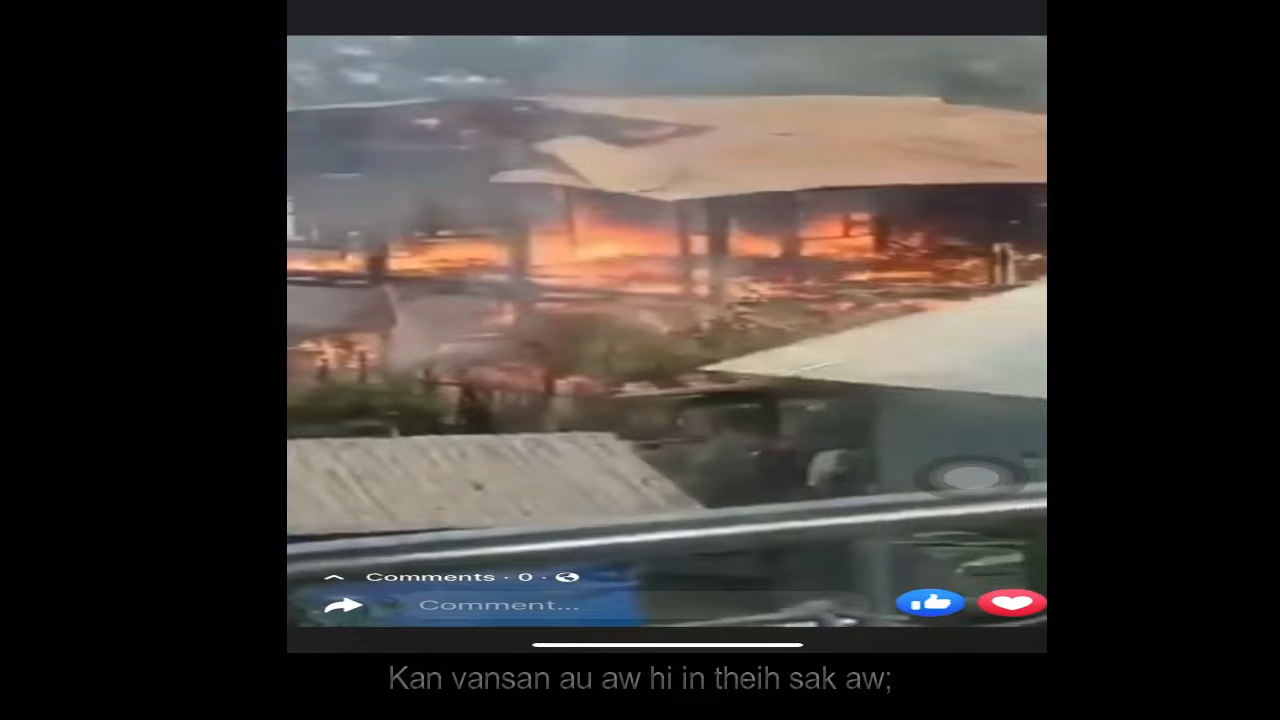 Comments · 0 ·
Comment...
Kan vansan au aw hi in theih sak aw;